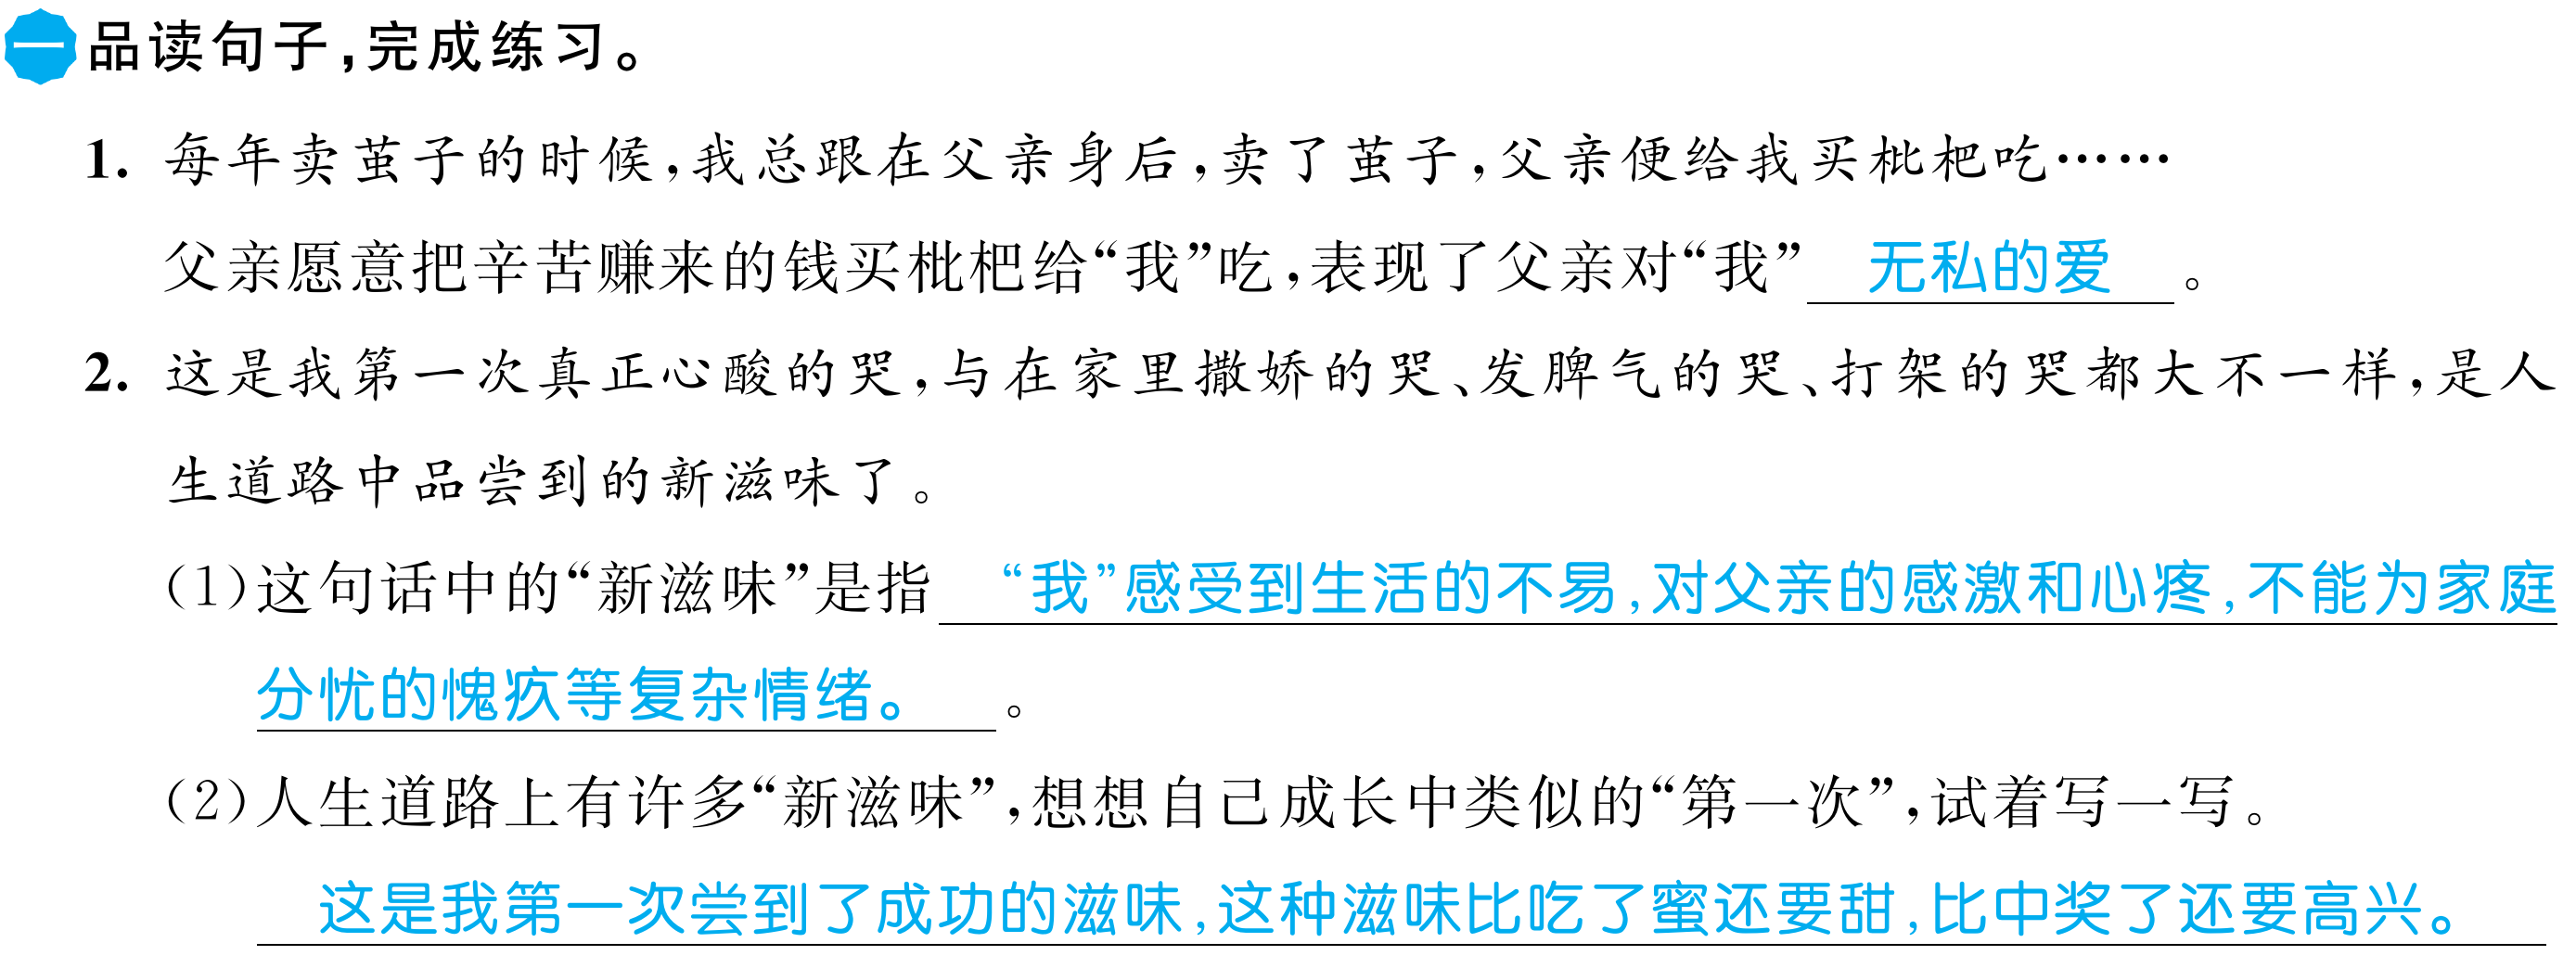 一 品读句子,完成练习。
1. 每年卖茧子的时候,我总跟在父亲身后,卖了茧子,父亲便给我买枇杷吃……
父亲愿意把辛苦赚来的钱买枇杷给“我”吃,表现了父亲对“我” 无私的爱 。
2. 这是我第一次真正心酸的哭,与在家里撒娇的哭、发脾气的哭、打架的哭都大不一样,是人
生道路中品尝到的新滋味了。
(1)这句话中的“新滋味”是指 “我”感受到生活的不易,对父亲的感激和心疼,不能为家庭
分忧的愧疚等复杂情绪。 。
(2)人生道路上有许多“新滋味”,想想自己成长中类似的“第一次”,试着写一写。
这是我第一次尝到了成功的滋味,这种滋味比吃了蜜还要甜,比中奖了还要高兴。